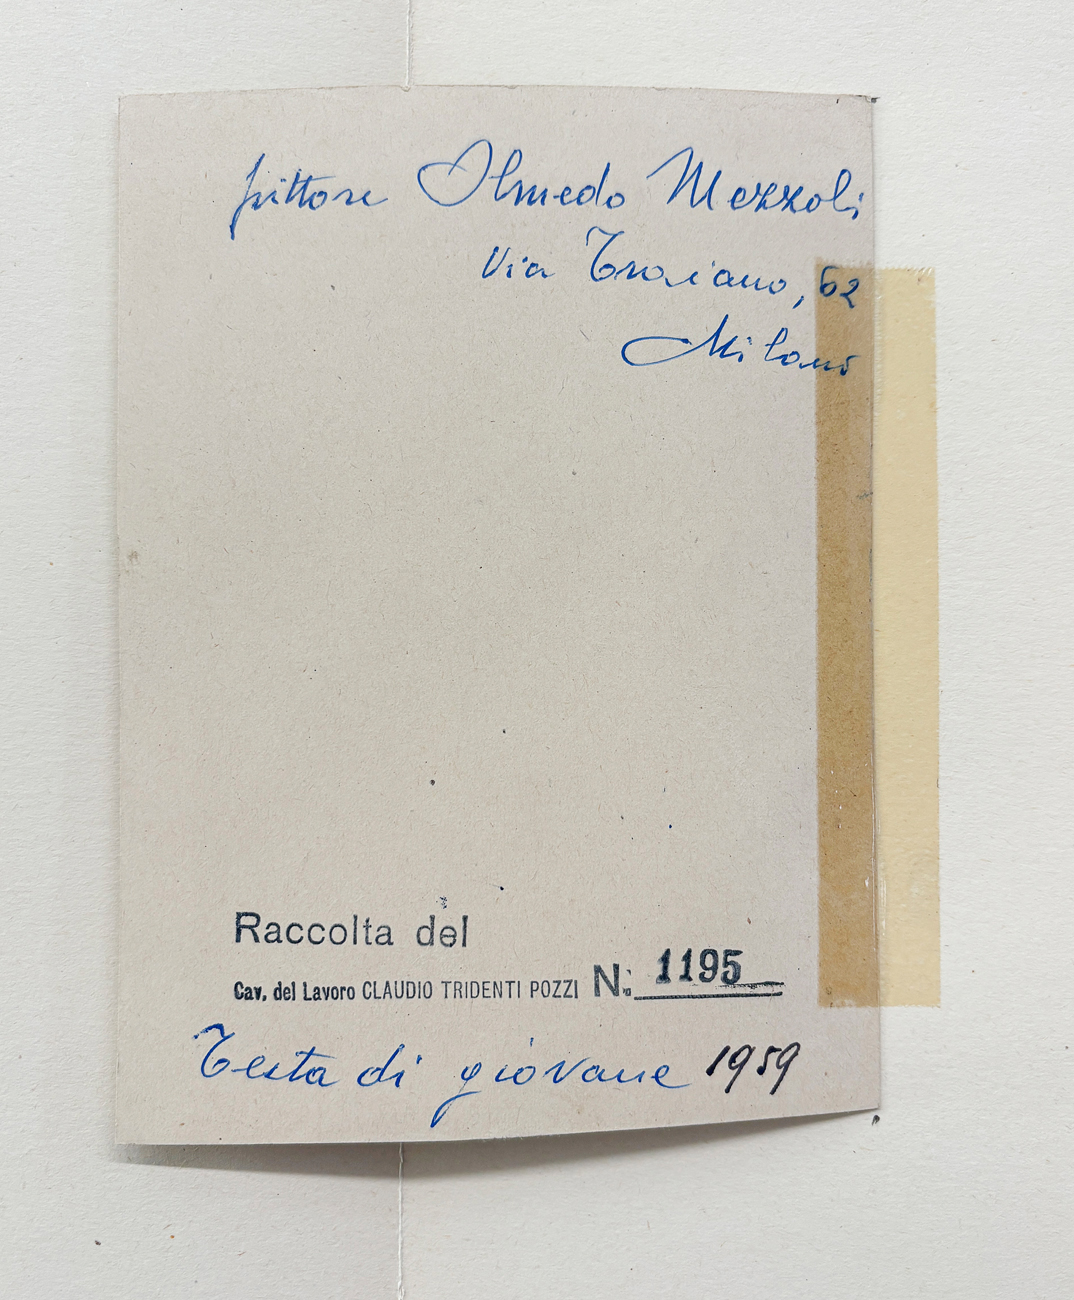 pittore Olmedo Mezzoli
Via Troiano, 62
Milano
Raccolta del
Cav. del Lavoro CLAUDIO TRIDENTI POZZI N: 1195
Testa di giovane 1959